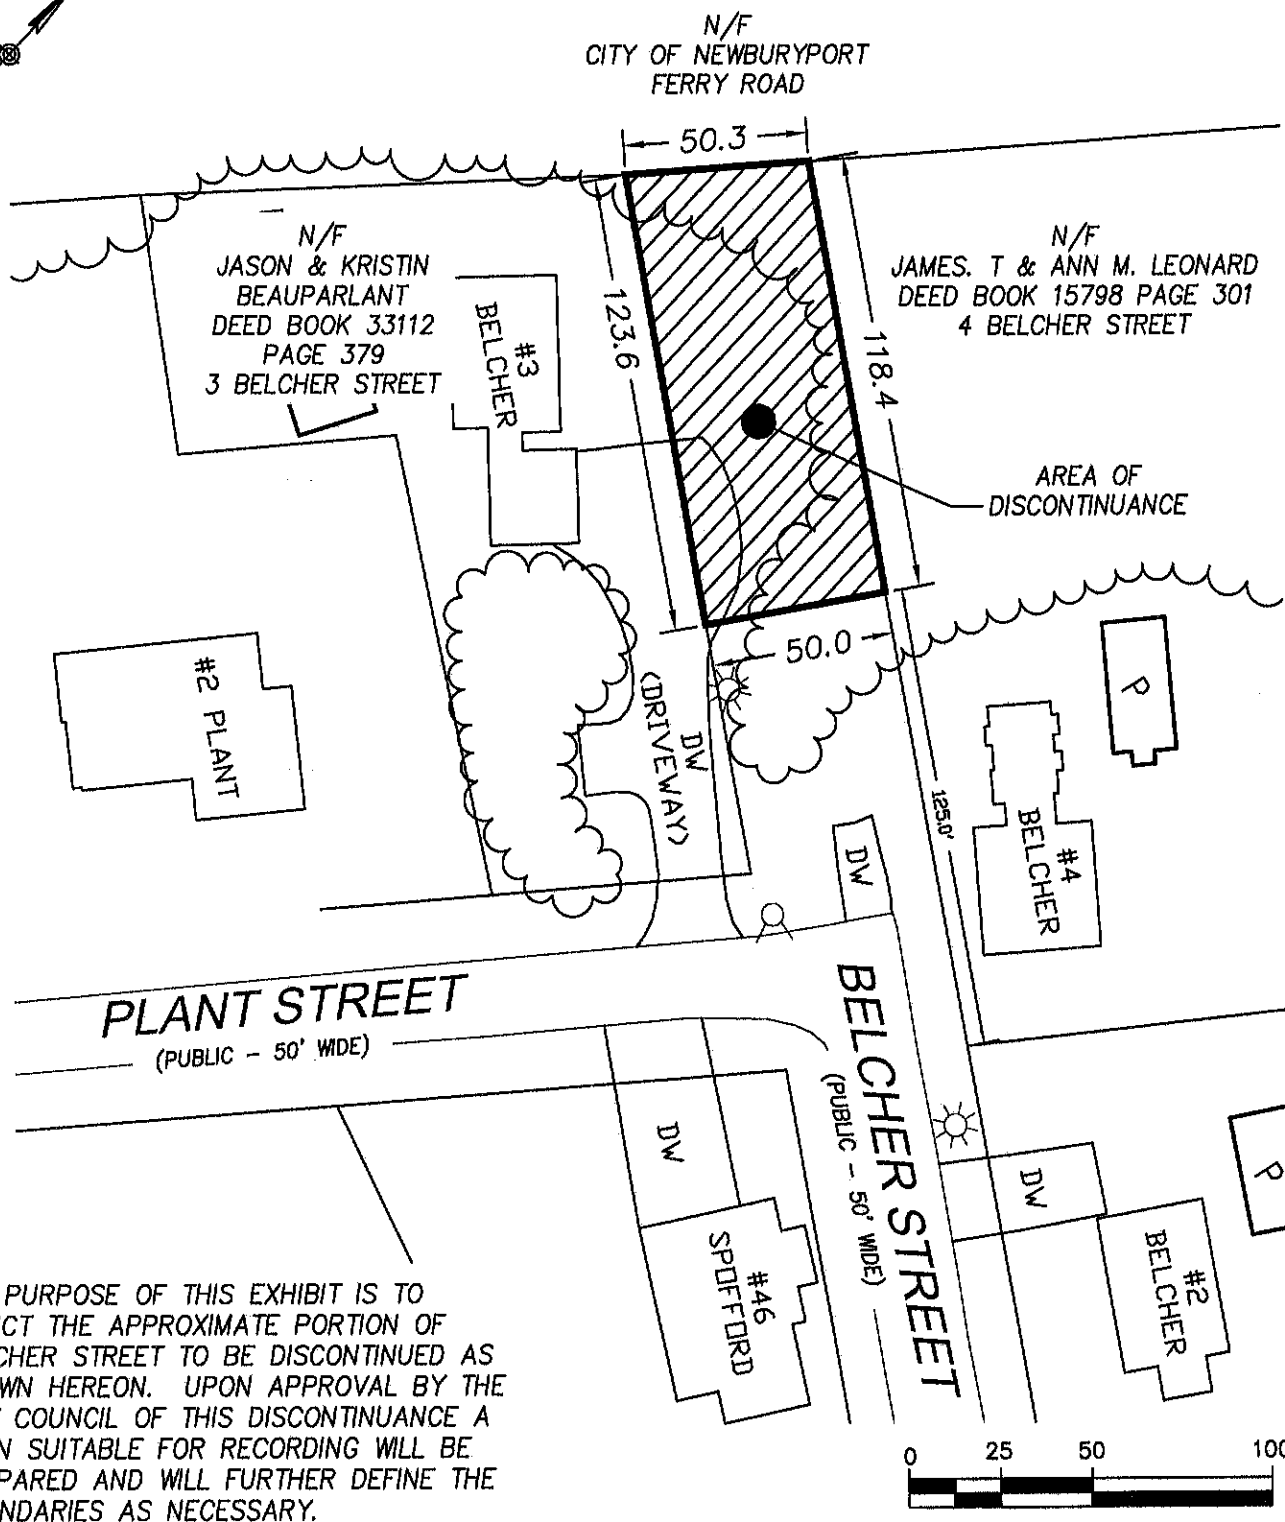 N/F
CITY OF NEWBURYPORT
FERRY ROAD
50.3
N/F
JASON & KRISTIN
BEAUPARLANT
DEED BOOK 33112
PAGE 379
3 BELCHER STREET
#3
BELCHER
123.6
118.4
N/F
JAMES. T & ANN M. LEONARD
DEED BOOK 15798 PAGE 301
4 BELCHER STREET
AREA OF
DISCONTINUANCE
50.0
#2 PLANT
DW
(DRIVEWAY)
P
125.0'
#4
BELCHER
DW
PLANT STREET
(PUBLIC - 50' WIDE)
BELCHER STREET
(PUBLIC - 50' WIDE)
DW
DW
P
#46
SPOFFORD
#2
BELCHER
PURPOSE OF THIS EXHIBIT IS TO
CT THE APPROXIMATE PORTION OF
CHER STREET TO BE DISCONTINUED AS
WN HEREON. UPON APPROVAL BY THE
COUNCIL OF THIS DISCONTINUANCE A
N SUITABLE FOR RECORDING WILL BE
PARED AND WILL FURTHER DEFINE THE
NDARIES AS NECESSARY.
0 25 50 100